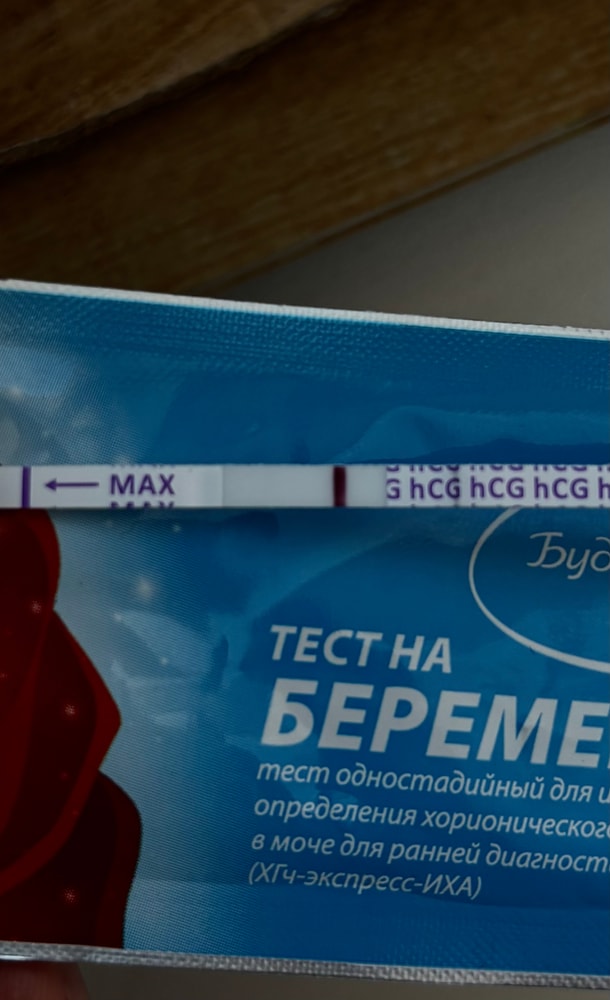 MAX
G hCG hCG hCG h
Буд
ТЕСТ НА
БЕРЕМЕ
тест одностадийный для и
определения хорионического
в моче для ранней диагност
(ХГч-экспресс-ИХА)